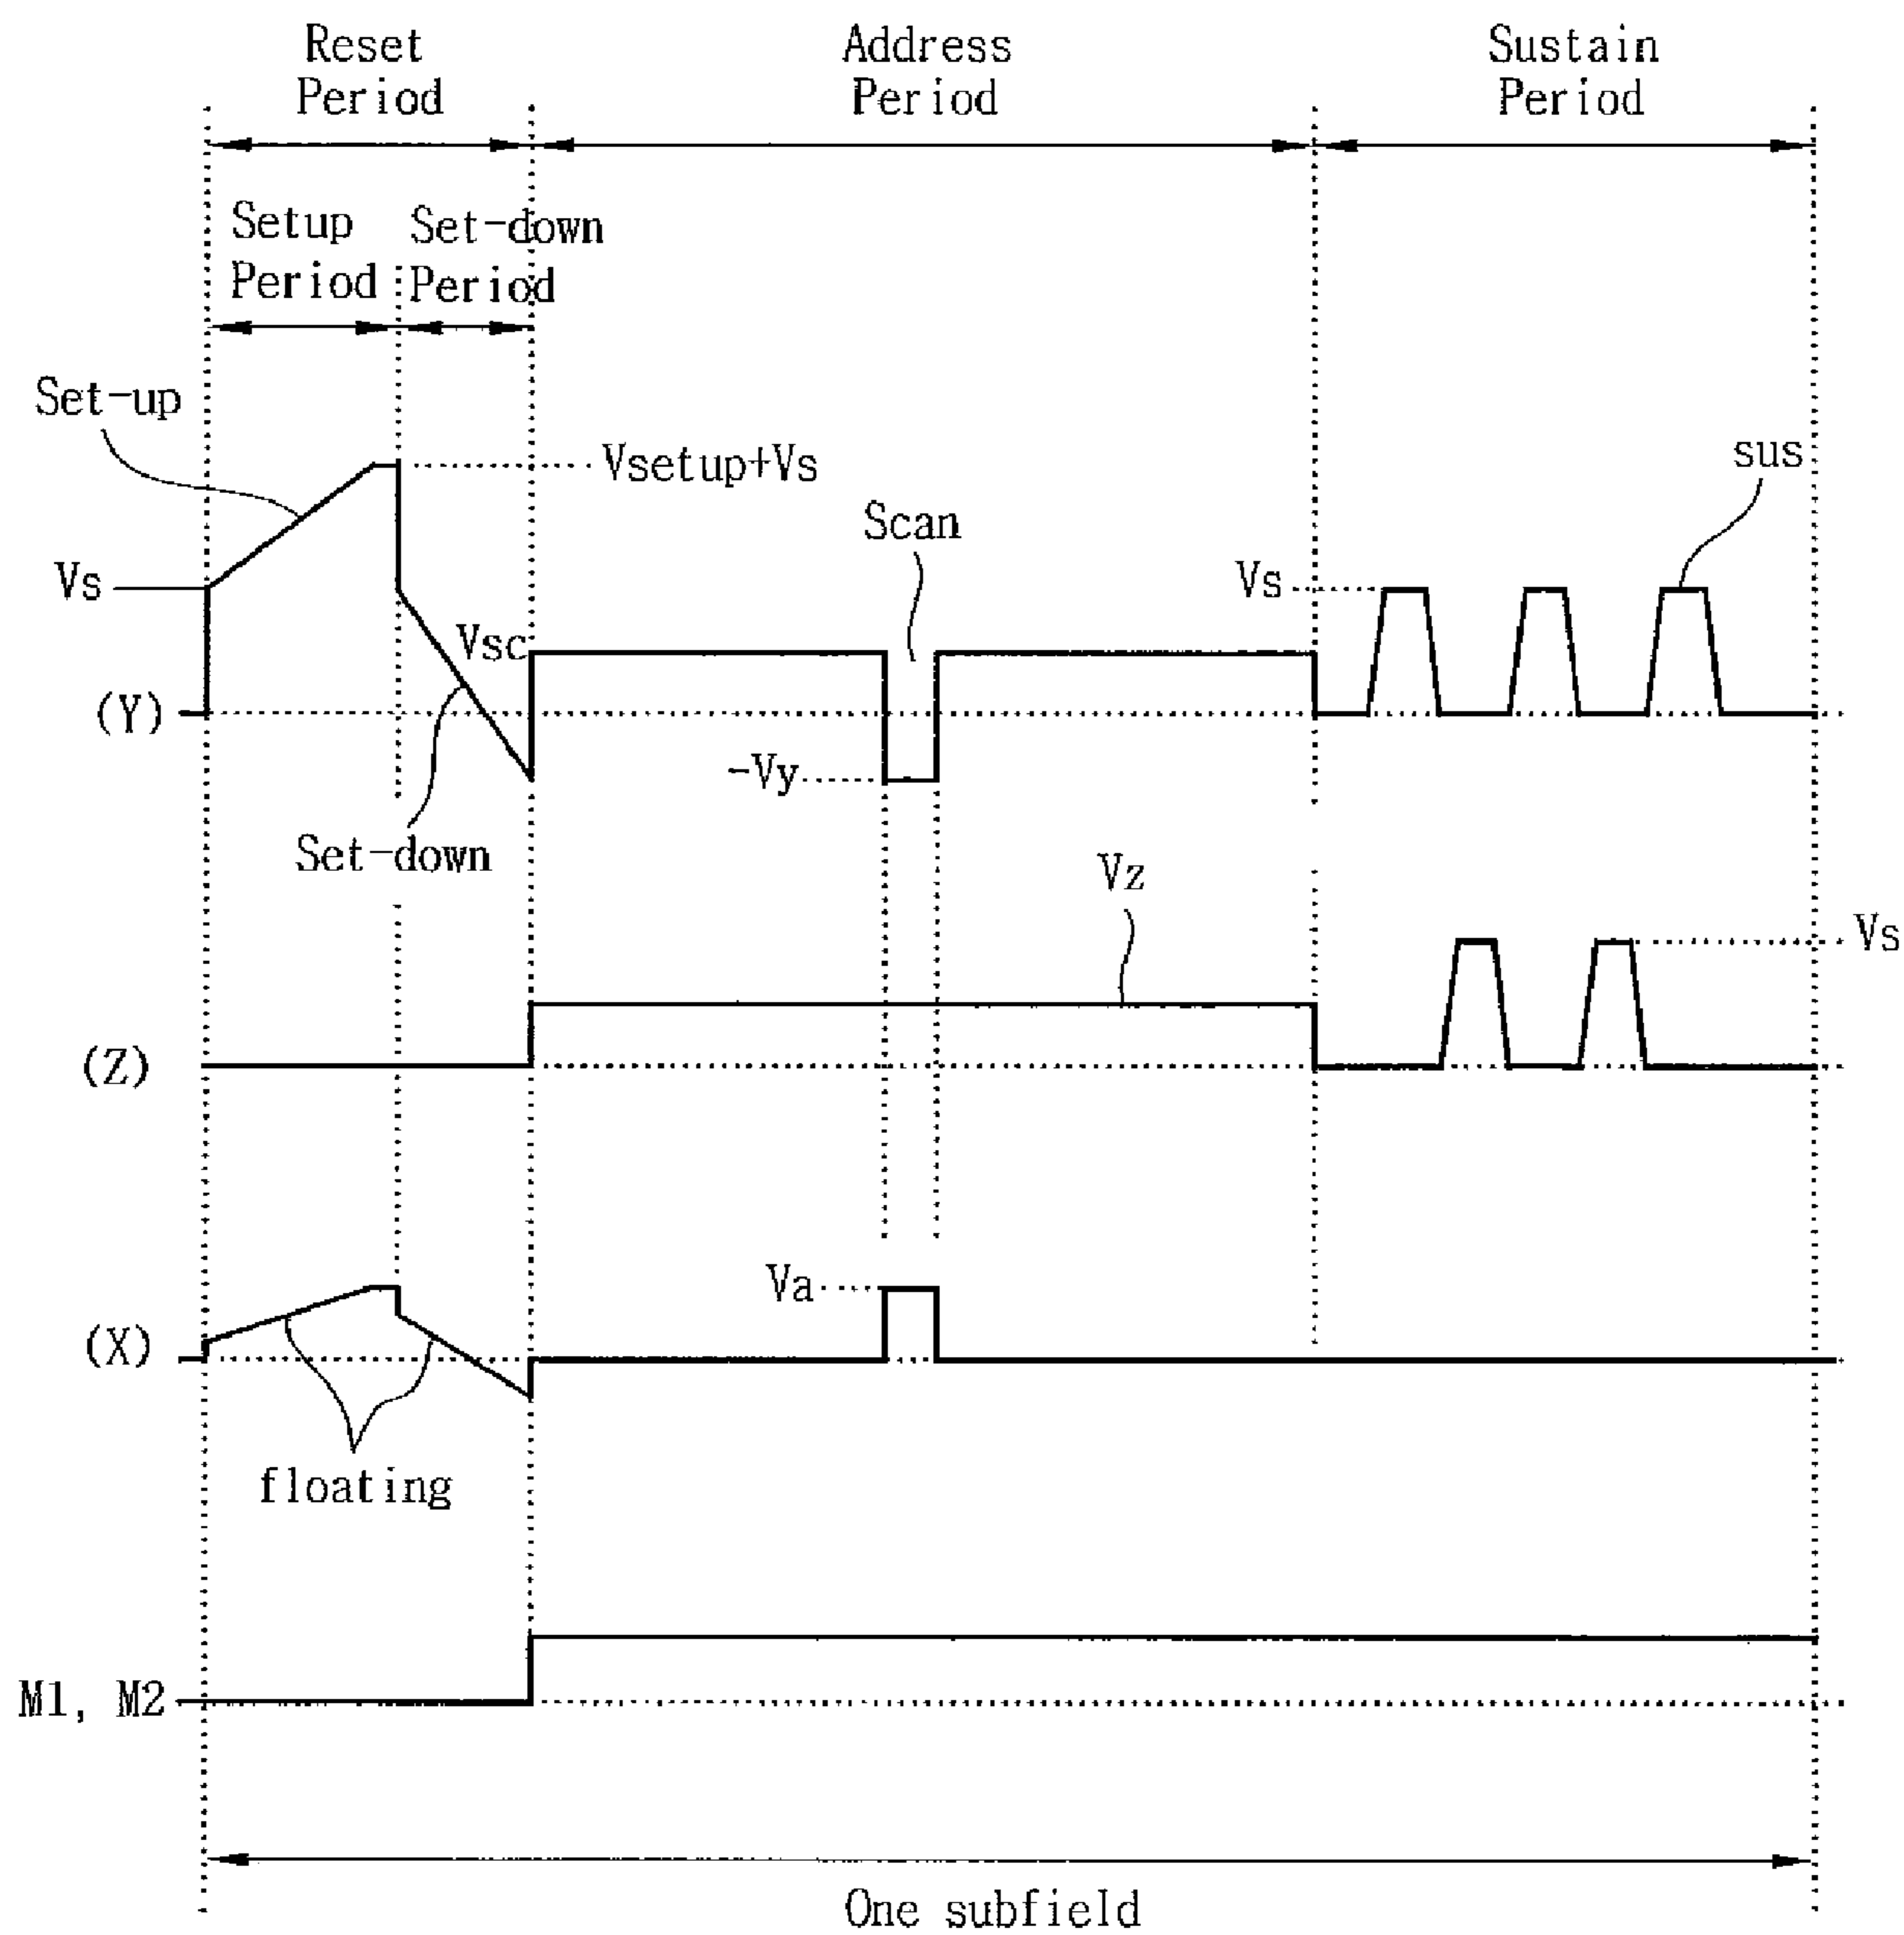 Reset
Period
Address
Period
Sustain
Period
Setup
Period
Set-down
Period
Set-up
Vsetup+Vs
sus
Scan
Vs
Vs
Vsc
(Y)
-Vy
Set-down
Vz
Vs
(Z)
Va
(X)
floating
M1, M2
One subfield